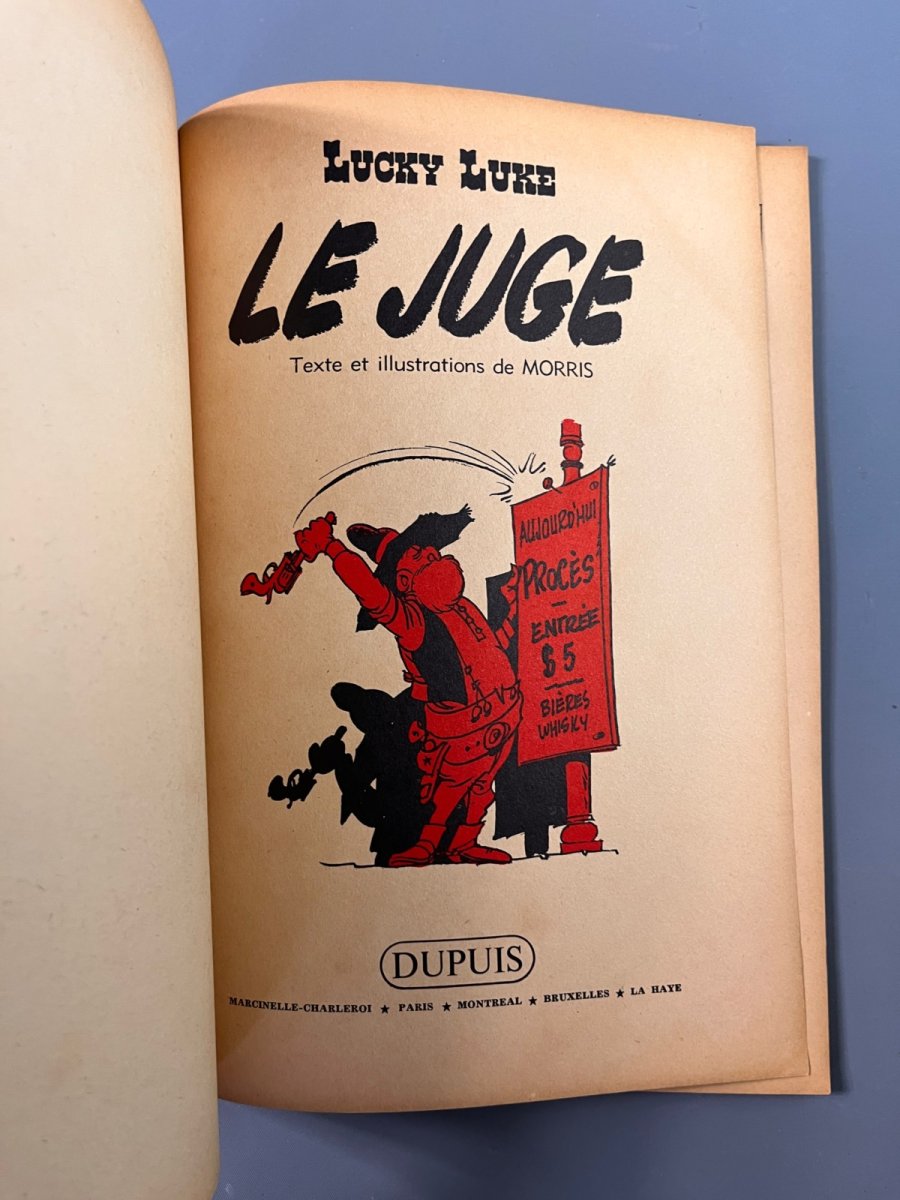 LUCKY LUKE
LE JUGE
Texte et illustrations de MORRIS
AUJOURD'HUI
PROCÈS
-
ENTRÉE
$ 5
-
BIÈRES
WHISKY
DUPUIS
MARCINELLE-CHARLEROI ★ PARIS ★ MONTREAL ★ BRUXELLES ★ LA HAYE